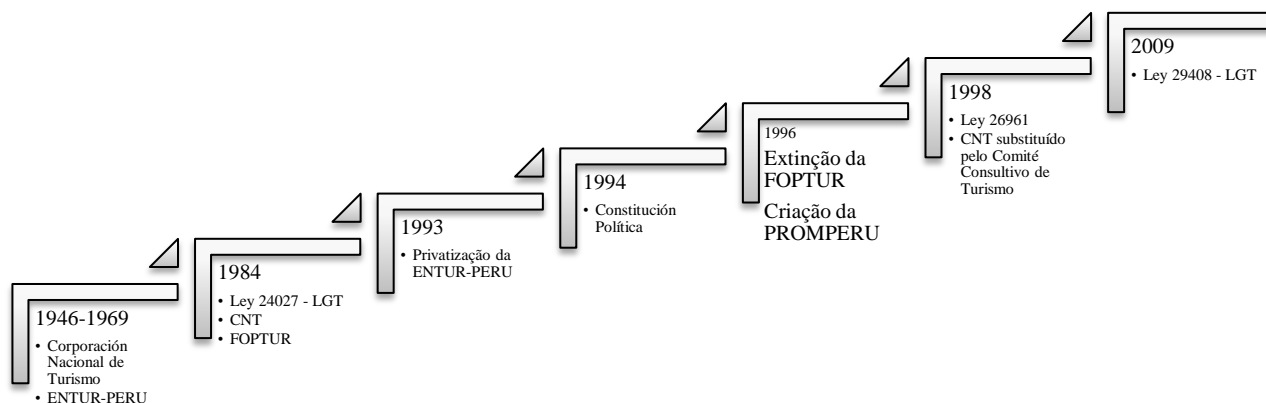 1946-1969
• Corporación
Nacional de
Turismo
• ENTUR-PERU
1984
• Ley 24027 - LGT
• CNT
• FOPTUR
1993
• Privatização da
ENTUR-PERU
1994
• Constitución
Política
1996
Extinção da
FOPTUR
Criação da
PROMPERU
1998
• Ley 26961
• CNT substituído
pelo Comité
Consultivo de
Turismo
2009
• Ley 29408 - LGT